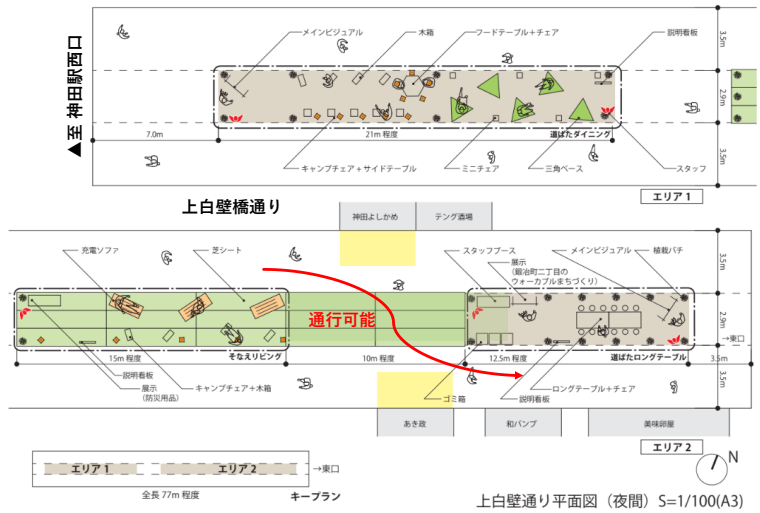 メインビジュアル
木箱
フードテーブル+チェア
説明看板
3.5m
2.9m
3.5m
▲至 神田駅西口
7.0m
21m 程度
道ばたダイニング
キャンプチェア+サイドテーブル
ミニチェア
三角ベース
スタッフ
エリア 1
上白壁橋通り
神田よしかめ
テング酒場
充電ソファ
芝シート
スタッフブース
展示
(鍛冶町二丁目の
ウォーカブルまちづくり)
メインビジュアル
植栽バチ
3.5m
2.9m
3.5m
通行可能
→東口
15m 程度
そなえリビング
10m 程度
12.5m 程度
道ばたロングテーブル
3.5m
説明看板
展示
(防災用品)
キャンプチェア+木箱
ゴミ箱
説明看板
ロングテーブル+チェア
あき政
和バンブ
美味卵屋
エリア 2
エリア 1
エリア 2
→東口
全長 77m 程度
キープラン
N
上白壁通り平面図(夜間)S=1/100(A3)